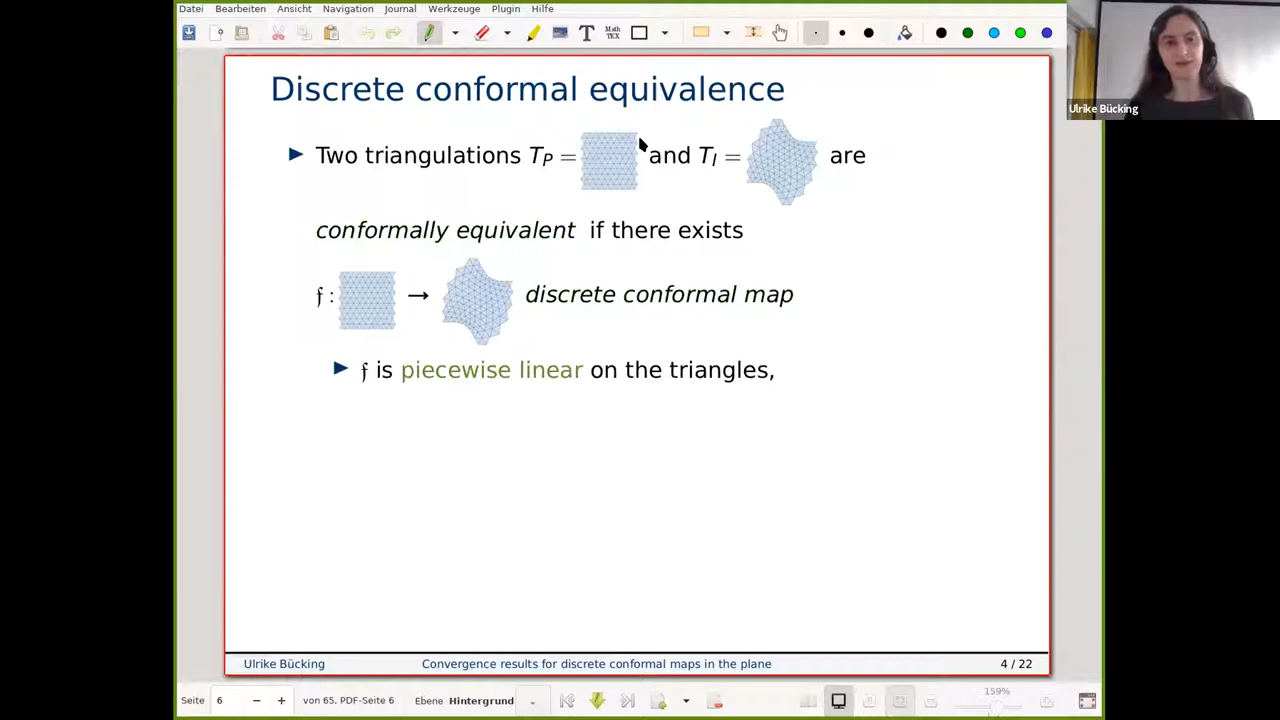 Datei Bearbeiten Ansicht Navigation Journal Werkzeuge Plugin Hilfe
T Math TEX
Ulrike Bücking
Discrete conformal equivalence
Two triangulations T_P = and T_I = are
conformally equivalent if there exists
𝔣 : → discrete conformal map
𝔣 is piecewise linear on the triangles,
Ulrike Bücking Convergence results for discrete conformal maps in the plane 4 / 22
Seite 6 − + von 65, PDF-Seite 6 Ebene Hintergrund 159%